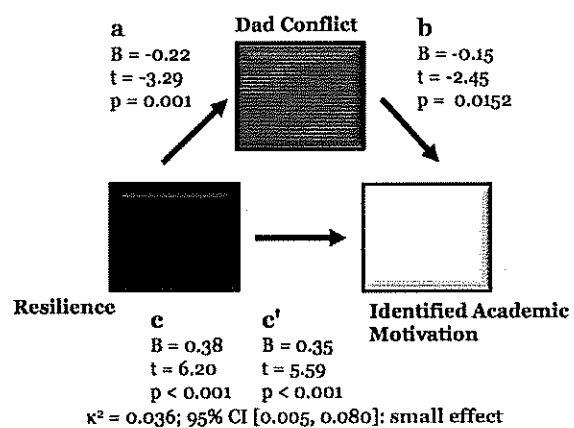 a
B = -0.22
t = -3.29
p = 0.001
Dad Conflict
b
B = -0.15
t = -2.45
p = 0.0152
Resilience
Identified Academic
Motivation
c
B = 0.38
t = 6.20
p < 0.001
c'
B = 0.35
t = 5.59
p < 0.001
κ² = 0.036; 95% CI [0.005, 0.080]: small effect